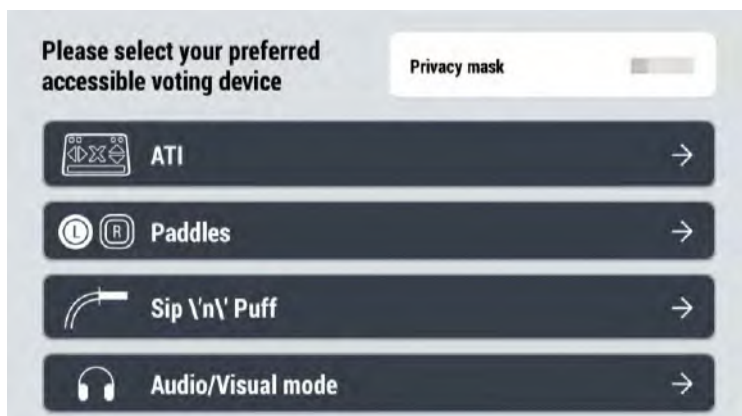 Please select your preferred
accessible voting device
Privacy mask
ATI
L R Paddles
Sip \'n\' Puff
Audio/Visual mode